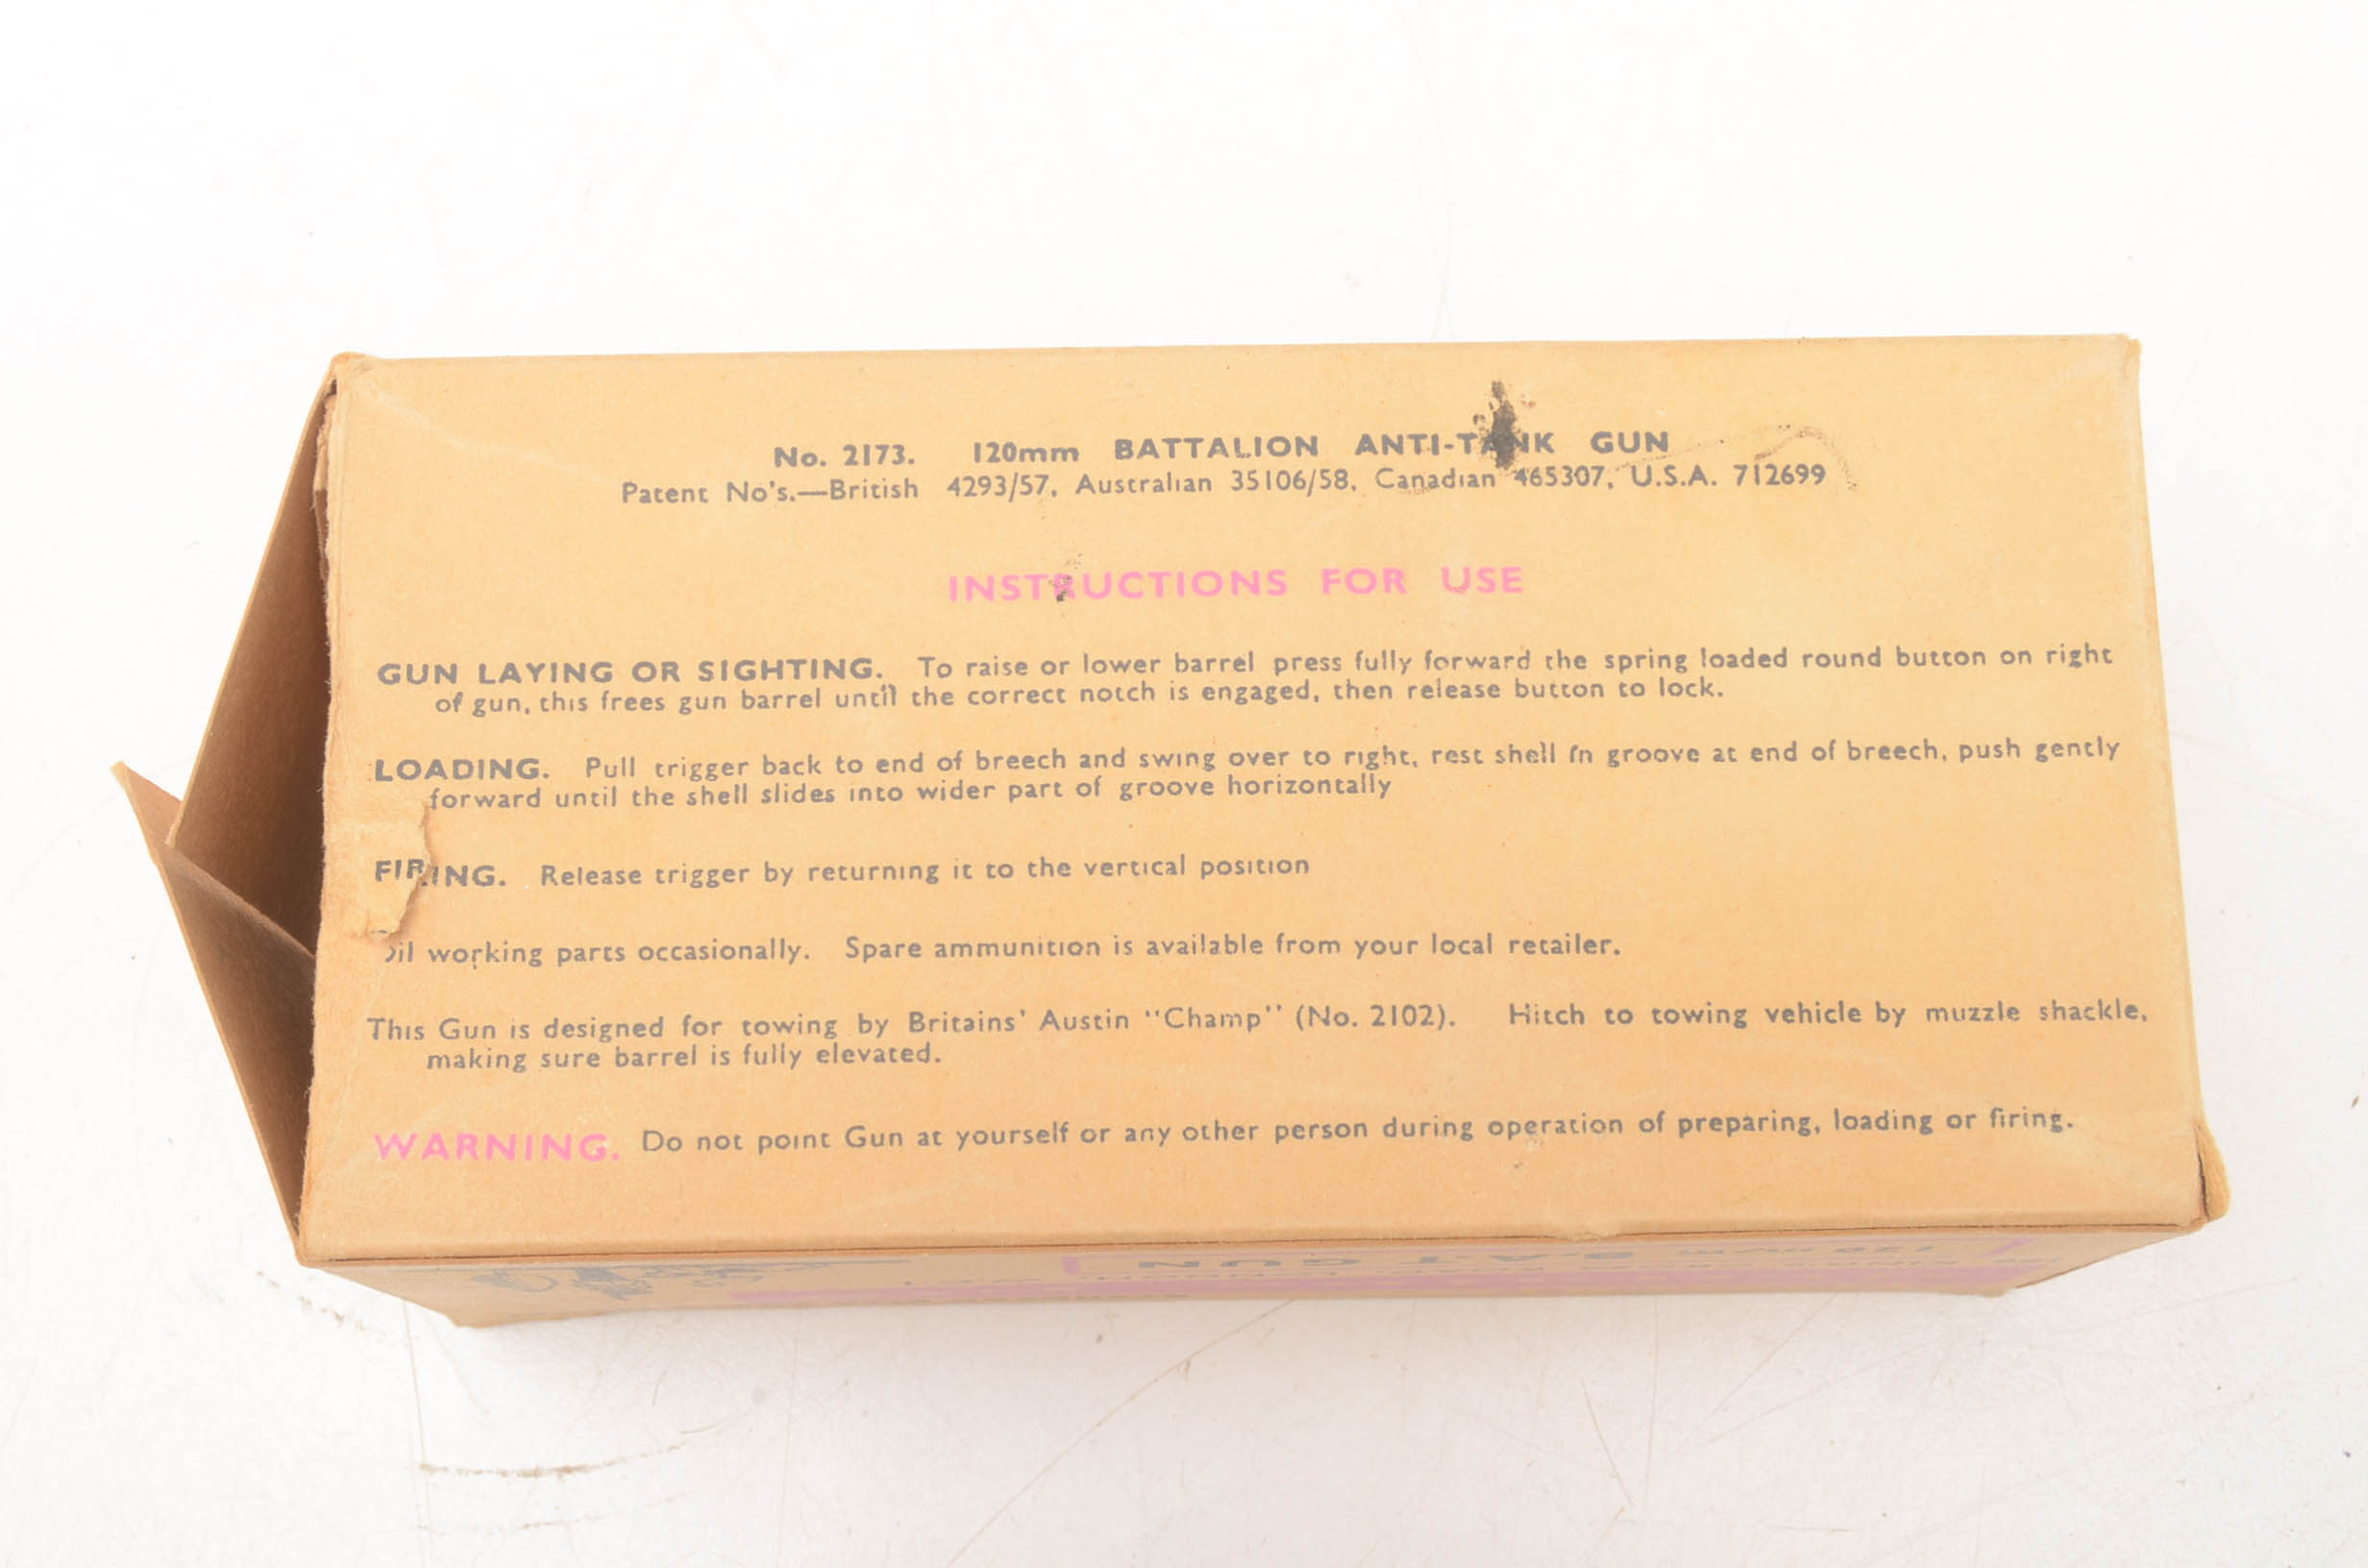 No. 2173. 120mm BATTALION ANTI-TANK GUN
Patent No's.—British 4293/57, Australian 35106/58, Canadian 465307, U.S.A. 712699
INSTRUCTIONS FOR USE
GUN LAYING OR SIGHTING. To raise or lower barrel press fully forward the spring loaded round button on right
of gun, this frees gun barrel until the correct notch is engaged, then release button to lock.
LOADING. Pull trigger back to end of breech and swing over to right, rest shell in groove at end of breech, push gently
forward until the shell slides into wider part of groove horizontally
FIRING. Release trigger by returning it to the vertical position
Oil working parts occasionally. Spare ammunition is available from your local retailer.
This Gun is designed for towing by Britains' Austin "Champ" (No. 2102). Hitch to towing vehicle by muzzle shackle,
making sure barrel is fully elevated.
WARNING. Do not point Gun at yourself or any other person during operation of preparing, loading or firing.
GUN